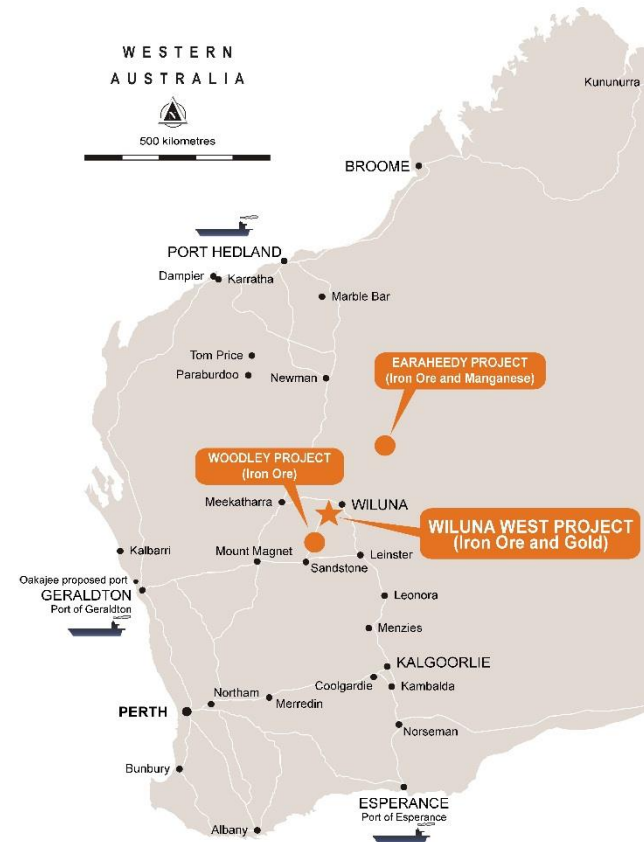 WESTERN
AUSTRALIA
500 kilometres
Kununurra
BROOME
PORT HEDLAND
Dampier
Karratha
Marble Bar
Tom Price
Paraburdoo
Newman
EARAHEEDY PROJECT
(Iron Ore and Manganese)
WOODLEY PROJECT
(Iron Ore)
Meekatharra
WILUNA
WILUNA WEST PROJECT
(Iron Ore and Gold)
Kalbarri
Mount Magnet
Sandstone
Leinster
Oakajee proposed port
GERALDTON
Port of Geraldton
Leonora
Menzies
KALGOORLIE
Coolgardie
Kambalda
Northam
Merredin
PERTH
Norseman
Bunbury
ESPERANCE
Port of Esperance
Albany